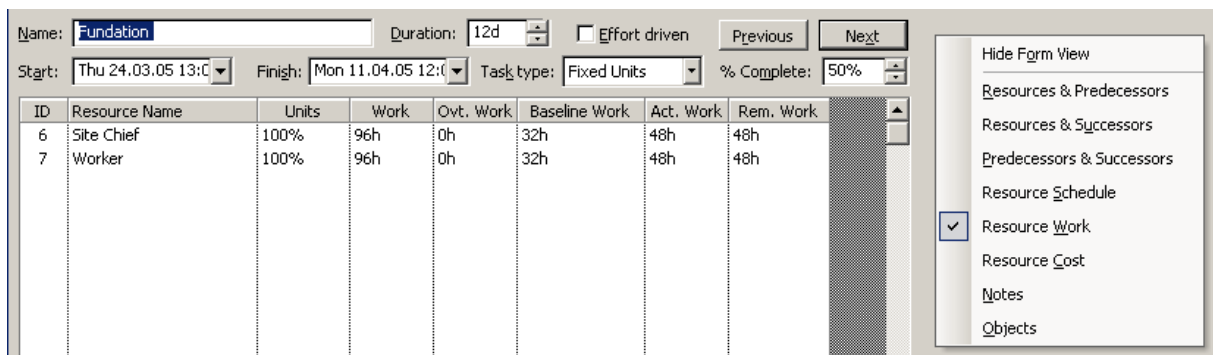 Name: Fundation Duration: 12d Effort driven Previous Next
Start: Thu 24.03.05 13:0 Finish: Mon 11.04.05 12:0 Task type: Fixed Units % Complete: 50%
ID Resource Name Units Work Ovt. Work Baseline Work Act. Work Rem. Work
6 Site Chief 100% 96h 0h 32h 48h 48h
7 Worker 100% 96h 0h 32h 48h 48h
Hide Form View
Resources & Predecessors
Resources & Successors
Predecessors & Successors
Resource Schedule
Resource Work
Resource Cost
Notes
Objects